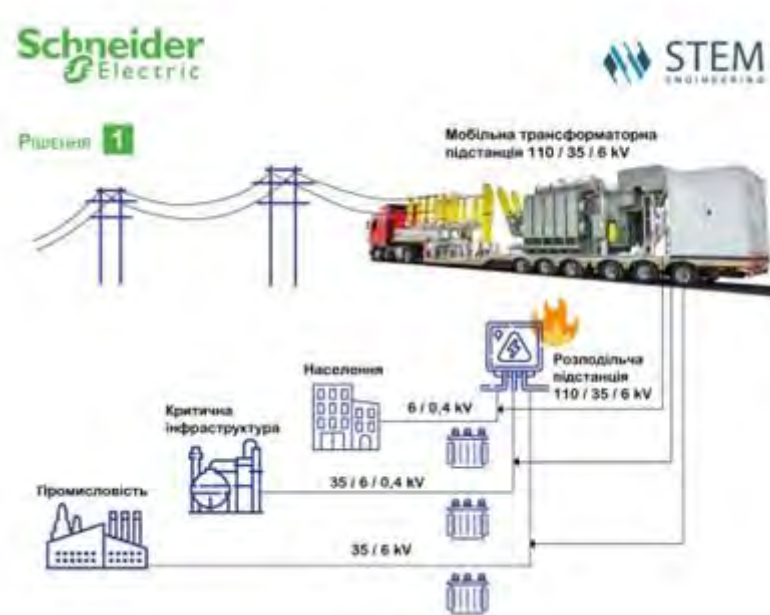 Schneider
Electric
STEM
ENGINEERING
Рішення 1
Мобільна трансформаторна
підстанція 110 / 35 / 6 kV
Розподільча
підстанція
110 / 35 / 6 kV
Населення
6 / 0,4 kV
Критична
інфраструктура
35 / 6 / 0,4 kV
Промисловість
35 / 6 kV